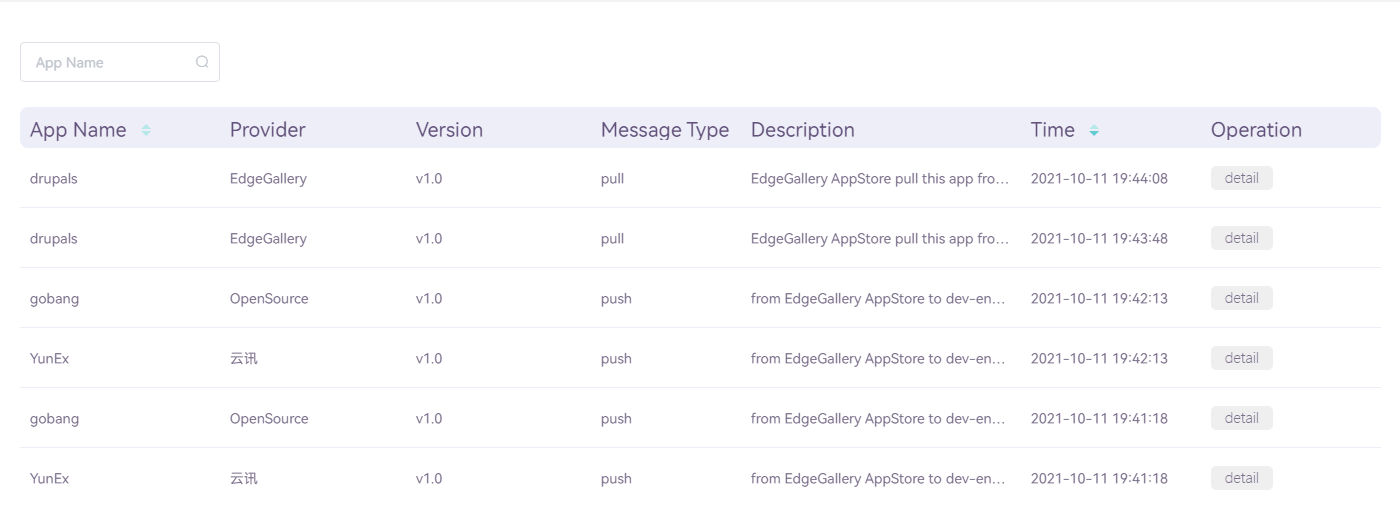 App Name
App Name Provider Version Message Type Description Time Operation
drupals EdgeGallery v1.0 pull EdgeGallery AppStore pull this app fro... 2021-10-11 19:44:08 detail
drupals EdgeGallery v1.0 pull EdgeGallery AppStore pull this app fro... 2021-10-11 19:43:48 detail
gobang OpenSource v1.0 push from EdgeGallery AppStore to dev-en... 2021-10-11 19:42:13 detail
YunEx 云讯 v1.0 push from EdgeGallery AppStore to dev-en... 2021-10-11 19:42:13 detail
gobang OpenSource v1.0 push from EdgeGallery AppStore to dev-en... 2021-10-11 19:41:18 detail
YunEx 云讯 v1.0 push from EdgeGallery AppStore to dev-en... 2021-10-11 19:41:18 detail